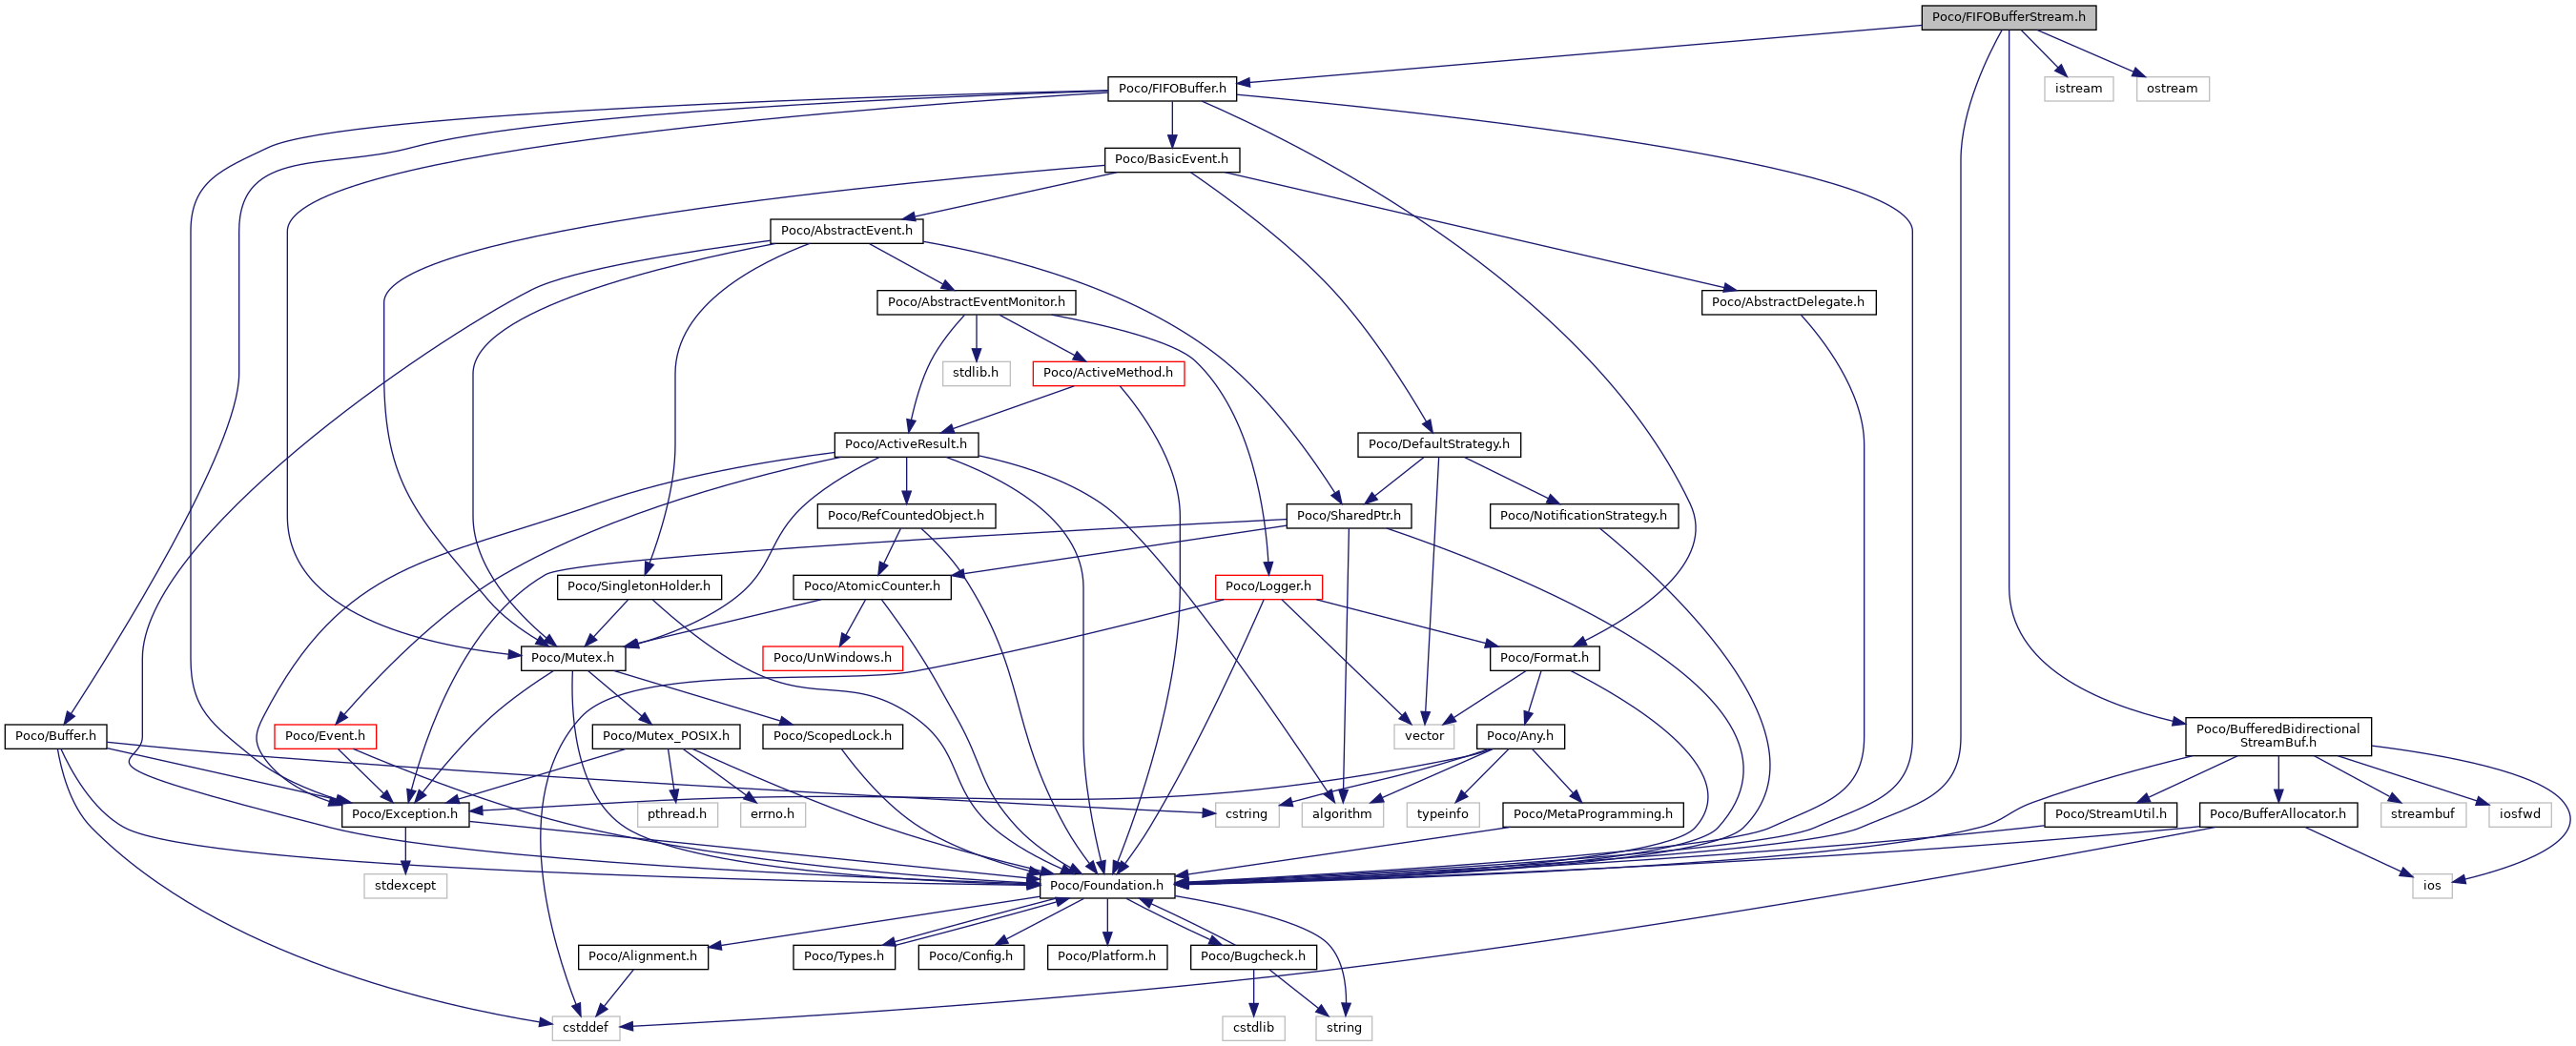 Poco/FIFOBufferStream.h
Poco/FIFOBuffer.h
istream
ostream
Poco/BasicEvent.h
Poco/AbstractEvent.h
Poco/AbstractEventMonitor.h
Poco/AbstractDelegate.h
stdlib.h
Poco/ActiveMethod.h
Poco/ActiveResult.h
Poco/DefaultStrategy.h
Poco/RefCountedObject.h
Poco/SharedPtr.h
Poco/NotificationStrategy.h
Poco/SingletonHolder.h
Poco/AtomicCounter.h
Poco/Logger.h
Poco/Mutex.h
Poco/UnWindows.h
Poco/Format.h
Poco/Buffer.h
Poco/Event.h
Poco/Mutex_POSIX.h
Poco/ScopedLock.h
vector
Poco/Any.h
Poco/BufferedBidirectional
StreamBuf.h
Poco/Exception.h
pthread.h
errno.h
cstring
algorithm
typeinfo
Poco/MetaProgramming.h
Poco/StreamUtil.h
Poco/BufferAllocator.h
streambuf
iosfwd
stdexcept
Poco/Foundation.h
ios
Poco/Alignment.h
Poco/Types.h
Poco/Config.h
Poco/Platform.h
Poco/Bugcheck.h
cstddef
cstdlib
string